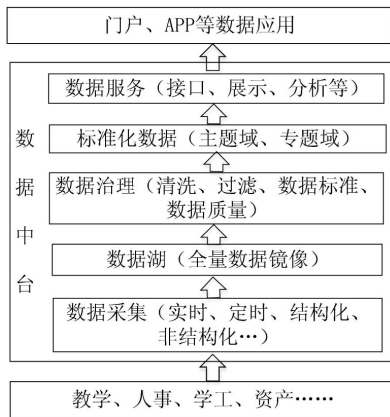 门户、APP等数据应用
数据中台
数据服务（接口、展示、分析等）
标准化数据（主题域、专题域）
数据治理（清洗、过滤、数据标准、
数据质量）
数据湖（全量数据镜像）
数据采集（实时、定时、结构化、
非结构化…）
教学、人事、学工、资产……